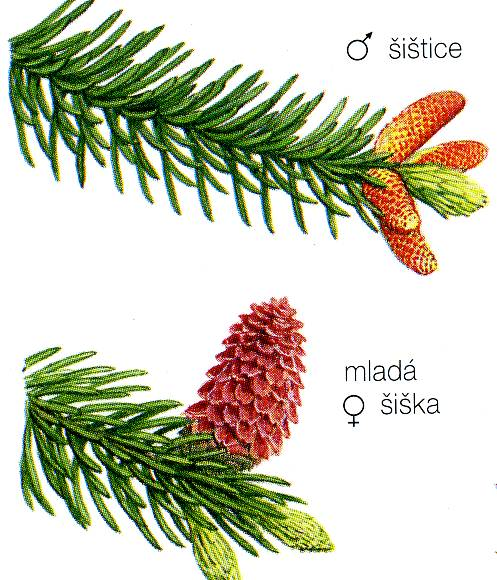 ♂ šištice
mladá
♀ šiška